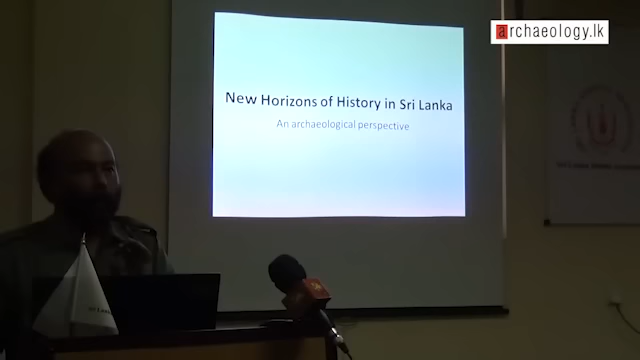 archaeology.lk
New Horizons of History in Sri Lanka
An archaeological perspective